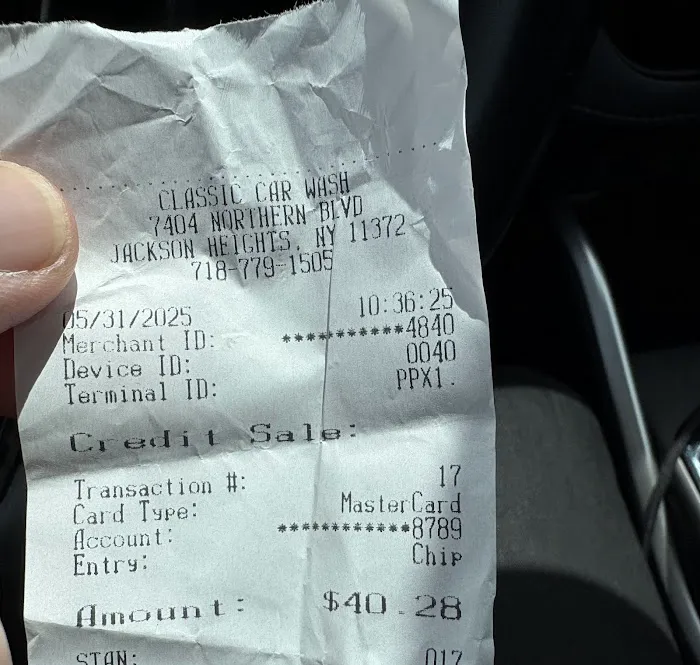 CLASSIC CAR WASH
7404 NORTHERN BLVD
JACKSON HEIGHTS, NY 11372
718-779-1505
05/31/2025 10:36:25
Merchant ID: *********4840
Device ID: 0040
Terminal ID: PPX1.
Credit Sale:
Transaction #: 17
Card Type: MasterCard
Account: ***********8789
Entry: Chip
Amount: $40.28
STAN: 017